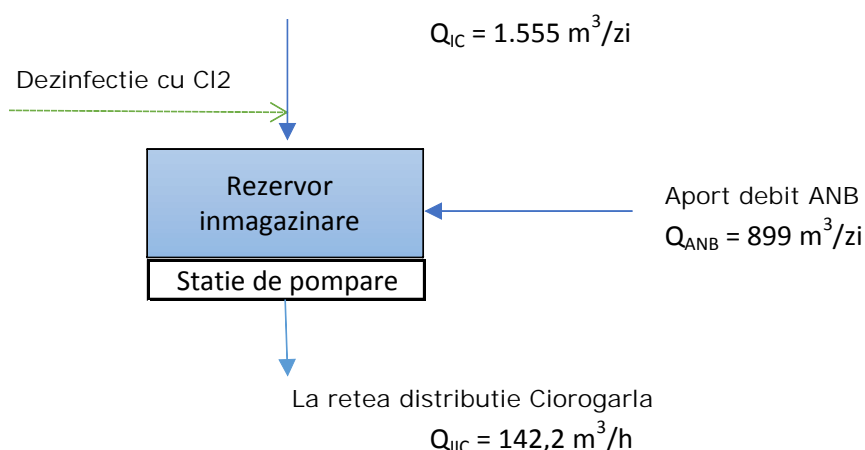 Q_IC = 1.555 m³/zi
Dezinfectie cu Cl2
Rezervor
inmagazinare
Aport debit ANB
Q_ANB = 899 m³/zi
Statie de pompare
La retea distributie Ciorogarla
Q_IIC = 142,2 m³/h